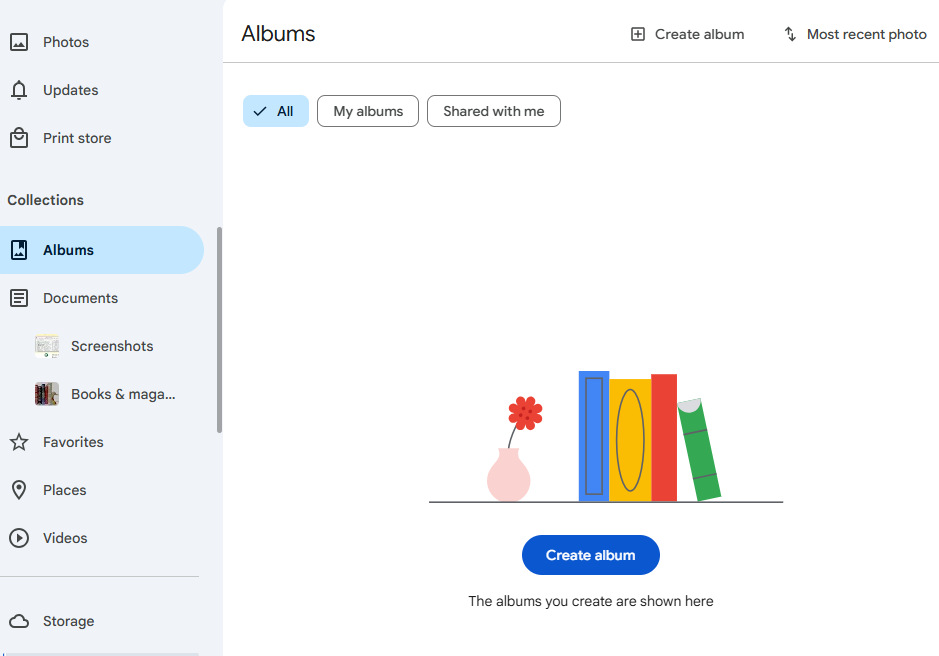 Photos
Updates
Print store
Collections
Albums
Documents
Screenshots
Books & maga...
Favorites
Places
Videos
Storage
Albums
Create album
Most recent photo
All
My albums
Shared with me
Create album
The albums you create are shown here